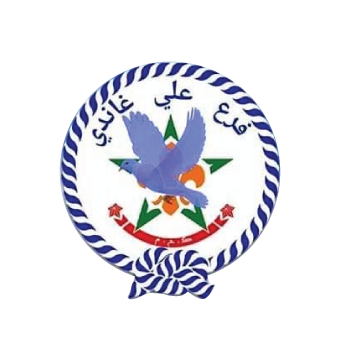 فرع علي غاندي
ك . م . م